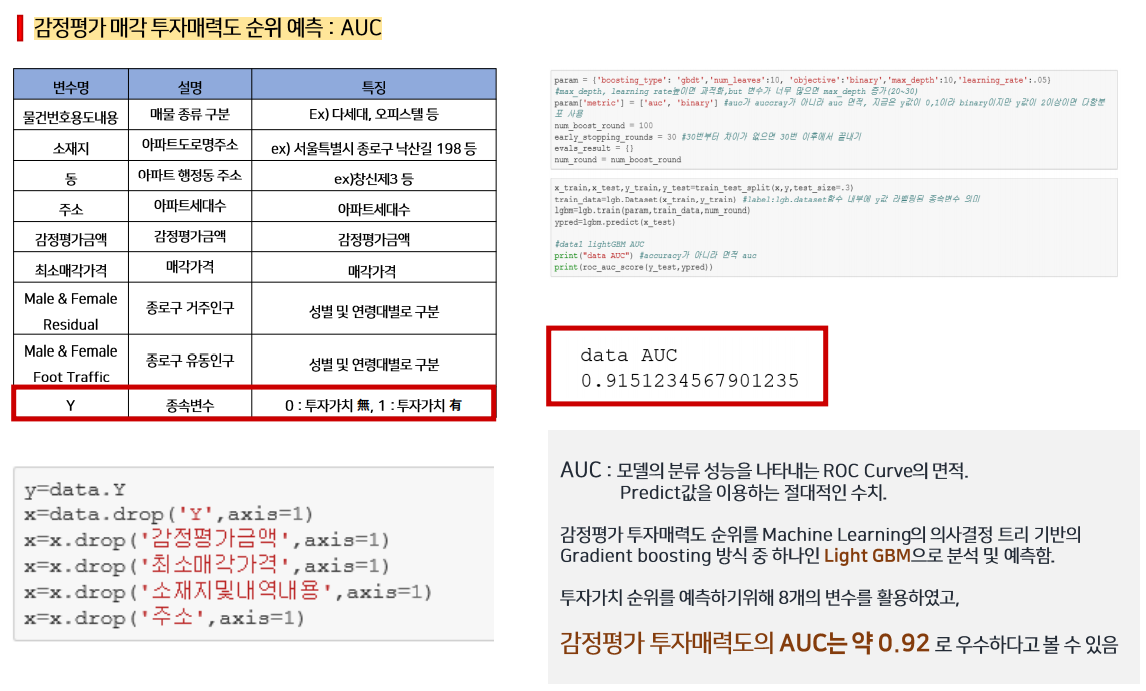 감정평가 매각 투자매력도 순위 예측 : AUC
변수명 설명 특징
물건번호용도내용 매물 종류 구분 Ex) 다세대, 오피스텔 등
소재지 아파트도로명주소 ex) 서울특별시 종로구 낙산길 198 등
동 아파트 행정동 주소 ex)창신제3 등
주소 아파트세대수 아파트세대수
감정평가금액 감정평가금액 감정평가금액
최소매각가격 매각가격 매각가격
Male & Female
Residual 종로구 거주인구 성별 및 연령대별로 구분
Male & Female
Foot Traffic 종로구 유동인구 성별 및 연령대별로 구분
Y 종속변수 0 : 투자가치 無, 1 : 투자가치 有
y=data.Y
x=data.drop('Y',axis=1)
x=x.drop('감정평가금액',axis=1)
x=x.drop('최소매각가격',axis=1)
x=x.drop('소재지및내역내용',axis=1)
x=x.drop('주소',axis=1)
param = {'boosting_type': 'gbdt','num_leaves':10, 'objective':'binary','max_depth':10,'learning_rate':.05}
#max_depth, learning rate높이면 과적화,but 변수가 너무 많으면 max_depth 증가(20~30)
param['metric'] = ['auc', 'binary'] #auc가 auccray가 아니라 auc 면적, 지금은 y값이 0,1이라 binary이지만 y값이 2이상이면 다항분
포 사용
num_boost_round = 100
early_stopping_rounds = 30 #30번부터 차이가 없으면 30번 이후에서 끝내기
evals_result = {}
num_round = num_boost_round
x_train,x_test,y_train,y_test=train_test_split(x,y,test_size=.3)
train_data=lgb.Dataset(x_train,y_train) #label:lgb.dataset함수 내부에 y값 라벨링된 종속변수 의미
lgbm=lgb.train(param,train_data,num_round)
ypred=lgbm.predict(x_test)
#data1 lightGBM AUC
print("data AUC") #accuracy가 아니라 면적 auc
print(roc_auc_score(y_test,ypred))
data AUC
0.9151234567901235
AUC : 모델의 분류 성능을 나타내는 ROC Curve의 면적.
Predict값을 이용하는 절대적인 수치.
감정평가 투자매력도 순위를 Machine Learning의 의사결정 트리 기반의
Gradient boosting 방식 중 하나인 Light GBM으로 분석 및 예측함.
투자가치 순위를 예측하기위해 8개의 변수를 활용하였고,
감정평가 투자매력도의 AUC는 약 0.92 로 우수하다고 볼 수 있음